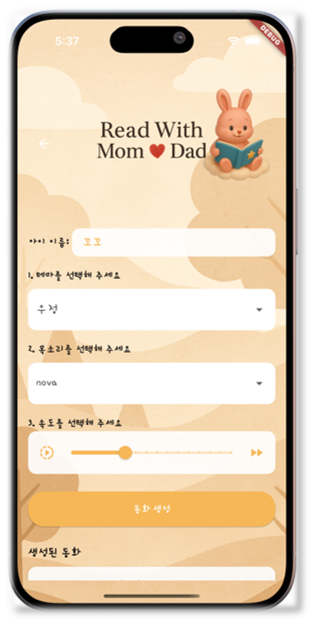 5:37
DEBUG
Read With
Mom Dad
아이 이름: 꼬꼬
1. 테마를 선택해 주세요
우정
2. 목소리를 선택해 주세요
nova
3. 속도를 선택해 주세요
동화 생성
생성된 동화